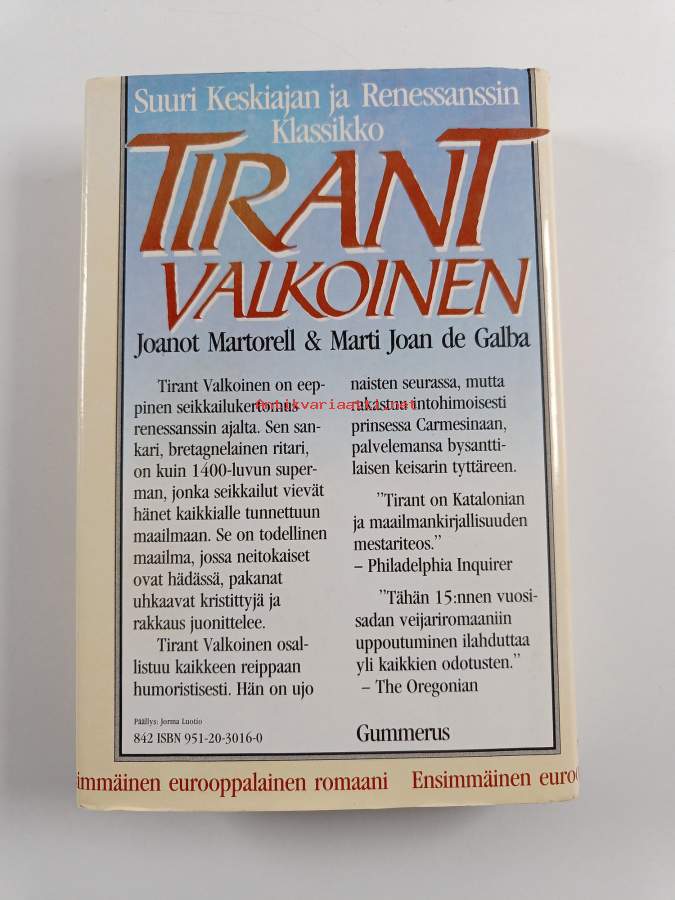 Suuri Keskiajan ja Renessanssin
Klassikko
TIRANT
VALKOINEN
Joanot Martorell & Marti Joan de Galba
Tirant Valkoinen on eep-
pinen seikkailukertomus
renessanssin ajalta. Sen san-
kari, bretagnelainen ritari,
on kuin 1400-luvun super-
man, jonka seikkailut vievät
hänet kaikkialle tunnettuun
maailmaan. Se on todellinen
maailma, jossa neitokaiset
ovat hädässä, pakanat
uhkaavat kristittyjä ja
rakkaus juonittelee.
Tirant Valkoinen osal-
listuu kaikkeen reippaan
humoristisesti. Hän on ujo
naisten seurassa, mutta
rakastuu intohimoisesti
prinsessa Carmesinaan,
palvelemansa bysantti-
laisen keisarin tyttäreen.
"Tirant on Katalonian
ja maailmankirjallisuuden
mestariteos."
– Philadelphia Inquirer
"Tähän 15:nnen vuosi-
sadan veijariromaaniin
uppoutuminen ilahduttaa
yli kaikkien odotusten."
– The Oregonian
Päällys: Jorma Luotio
842 ISBN 951-20-3016-0
Gummerus
immäinen eurooppalainen romaani Ensimmäinen euroo
Antikvariaatti.net